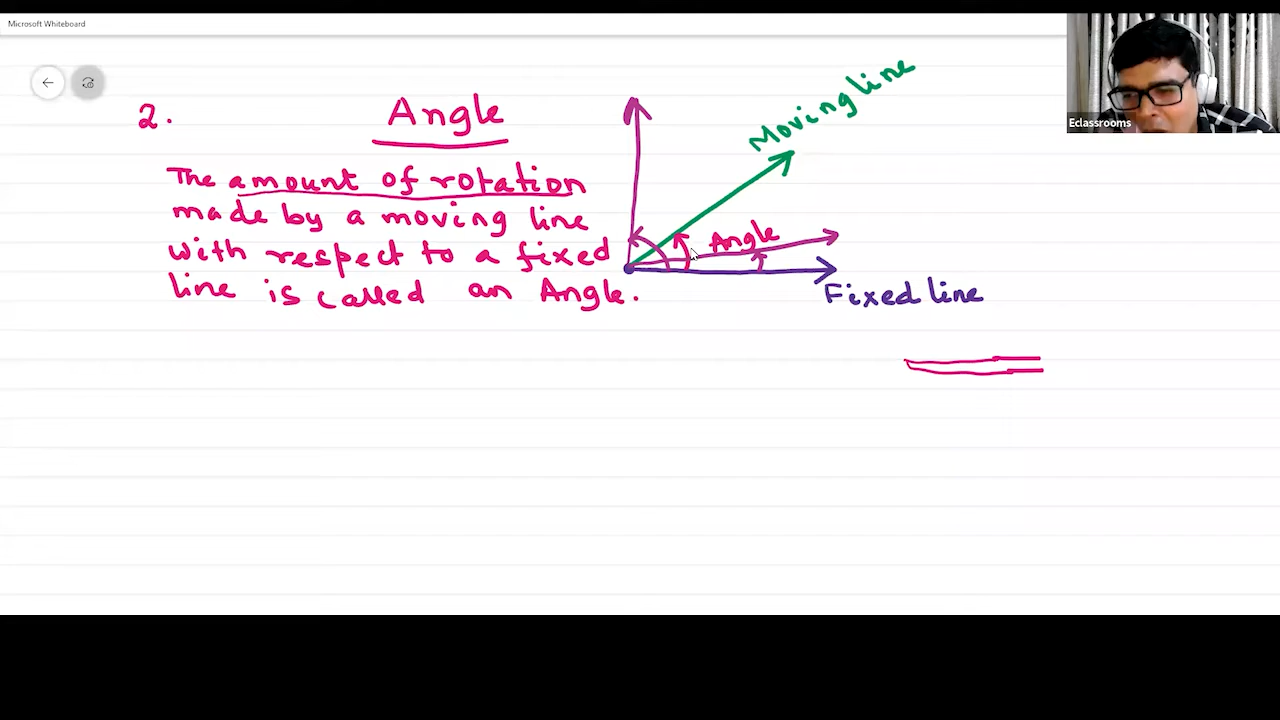 Microsoft Whiteboard
Eclassrooms
2.
Angle
The amount of rotation
made by a moving line
with respect to a fixed
line is called an Angle.
Moving line
Angle
Fixed line